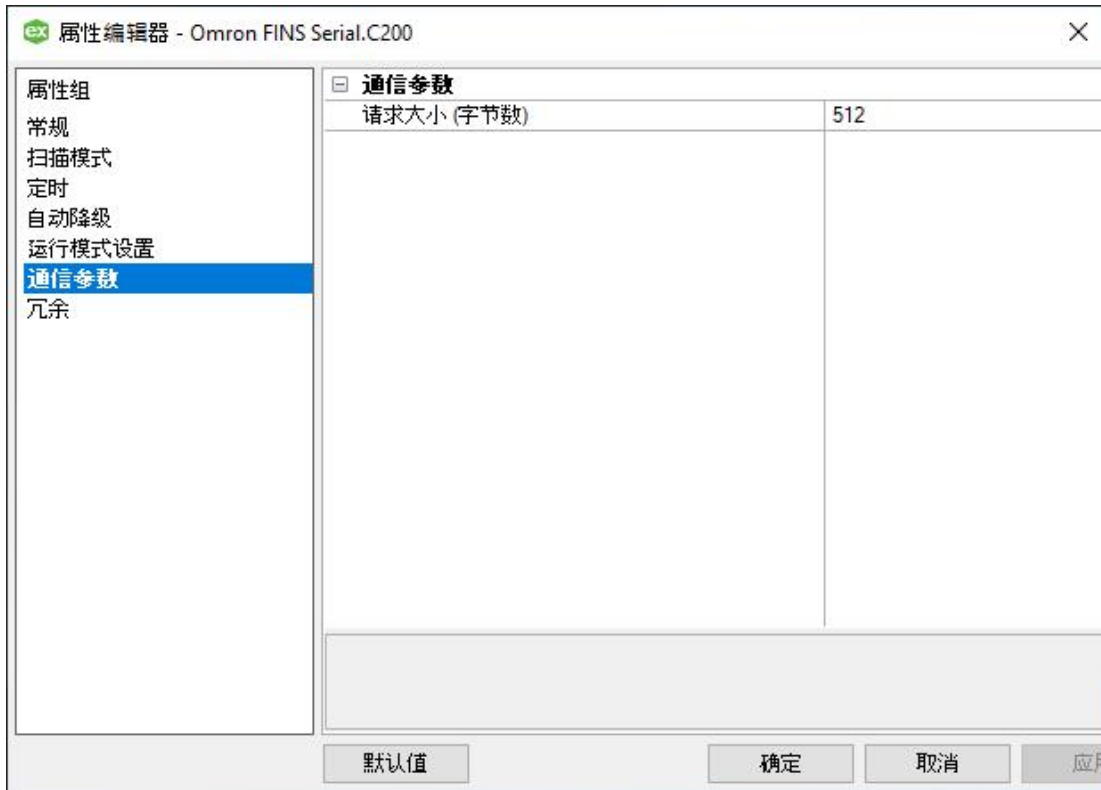 ex 属性编辑器 - Omron FINS Serial.C200
属性组
常规
扫描模式
定时
自动降级
运行模式设置
通信参数
冗余
通信参数
请求大小 (字节数) 512
默认值 确定 取消